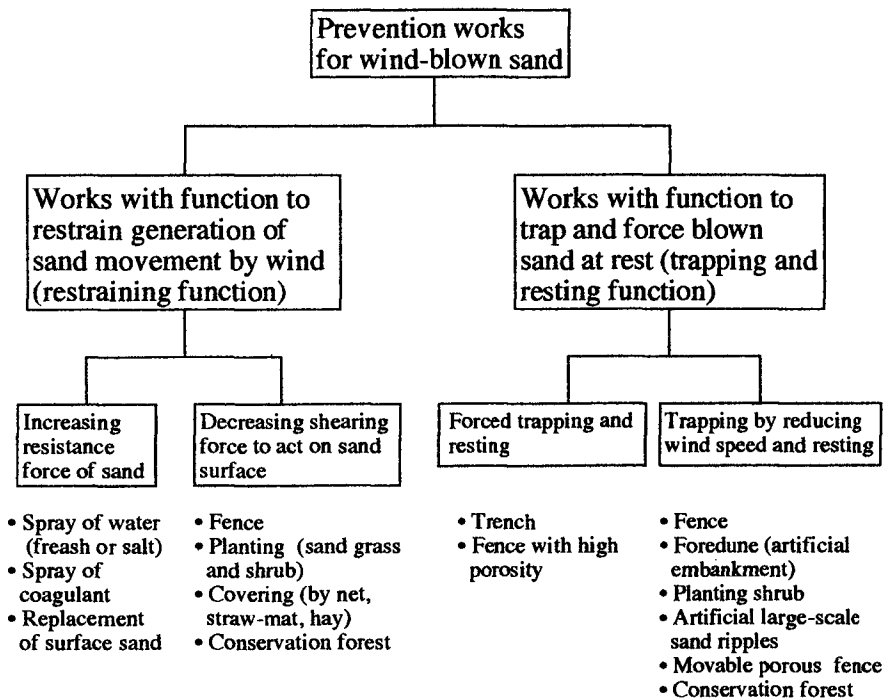 Prevention works
for wind-blown sand
Works with function to
restrain generation of
sand movement by wind
(restraining function)
Works with function to
trap and force blown
sand at rest (trapping and
resting function)
Increasing
resistance
force of sand
Decreasing shearing
force to act on sand
surface
Forced trapping and
resting
Trapping by reducing
wind speed and resting
• Spray of water
(freash or salt)
• Spray of
coagulant
• Replacement
of surface sand
• Fence
• Planting (sand grass
and shrub)
• Covering (by net,
straw-mat, hay)
• Conservation forest
• Trench
• Fence with high
porosity
• Fence
• Foredune (artificial
embankment)
• Planting shrub
• Artificial large-scale
sand ripples
• Movable porous fence
• Conservation forest